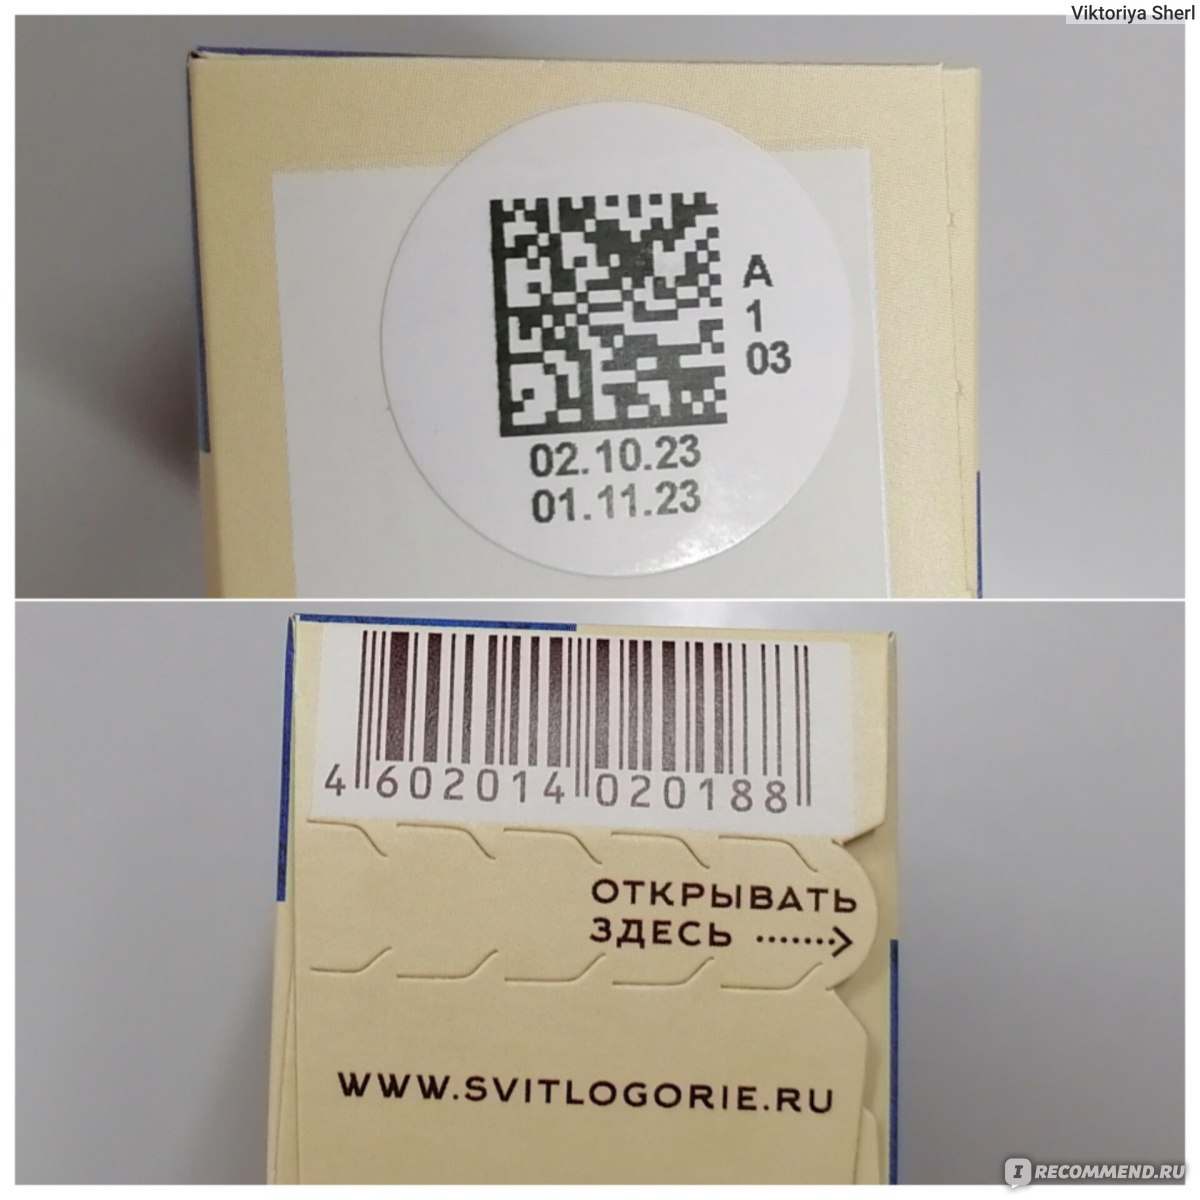 Viktoriya Sherl
A
1
03
02.10.23
01.11.23
4 602014 020188
ОТКРЫВАТЬ
ЗДЕСЬ
WWW.SVITLOGORIE.RU
IRECOMMEND.RU